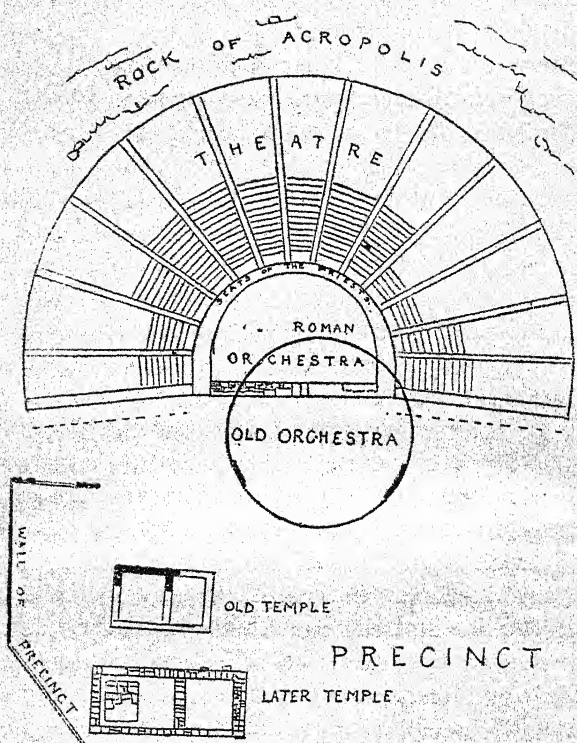 ROCK OF ACROPOLIS
THEATRE
SEATS OF THE PRIESTS.
ROMAN
ORCHESTRA
OLD ORCHESTRA
WALL OF
PRECINCT
OLD TEMPLE
PRECINCT
LATER TEMPLE